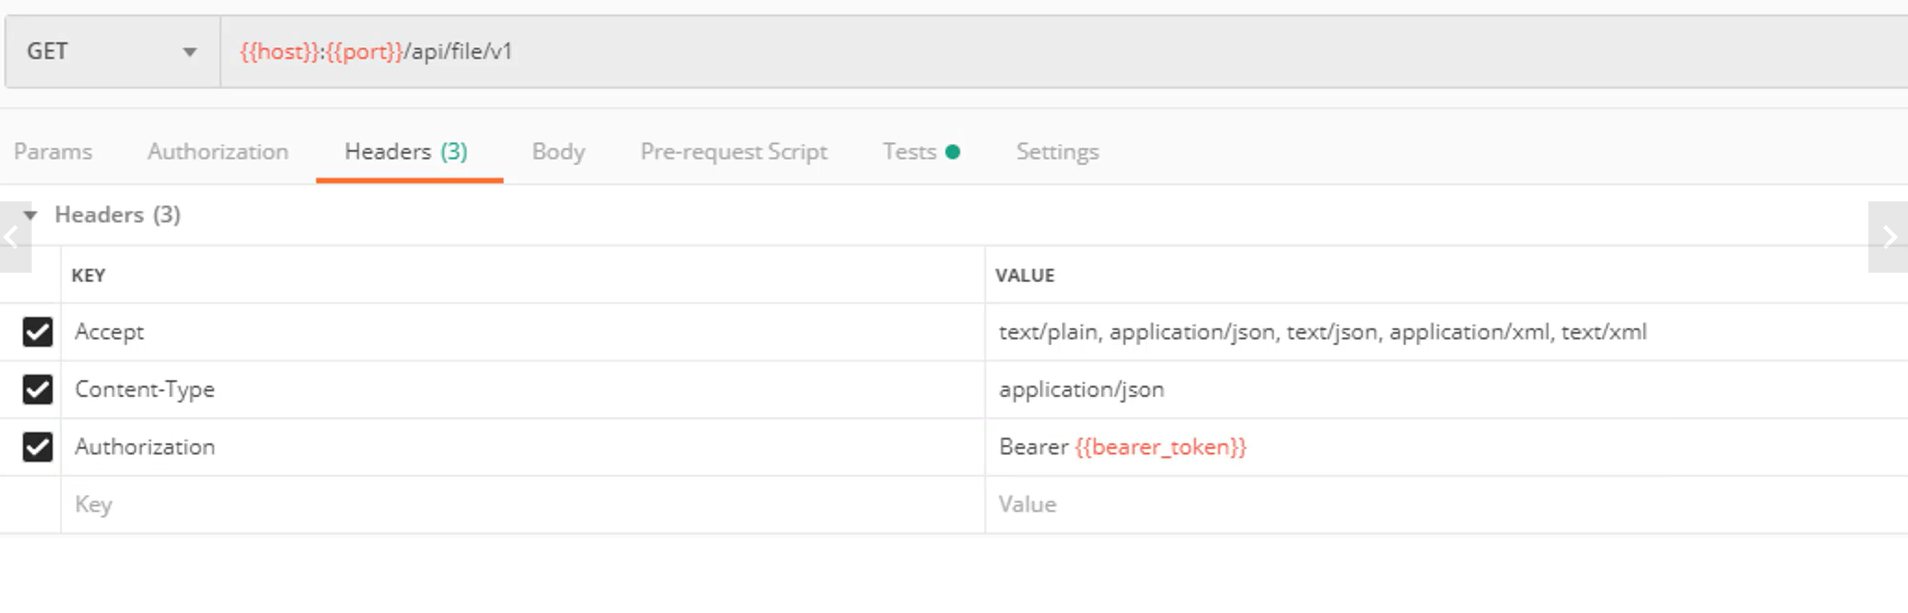 GET {{host}}:{{port}}/api/file/v1
Params Authorization Headers (3) Body Pre-request Script Tests Settings
Headers (3)
KEY VALUE
Accept text/plain, application/json, text/json, application/xml, text/xml
Content-Type application/json
Authorization Bearer {{bearer_token}}
Key Value